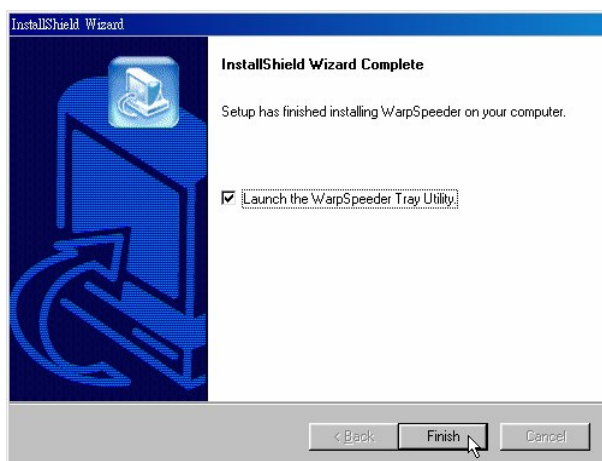 InstallShield Wizard
InstallShield Wizard Complete
Setup has finished installing WarpSpeeder on your computer.
Launch the WarpSpeeder Tray Utility.
< Back
Finish
Cancel